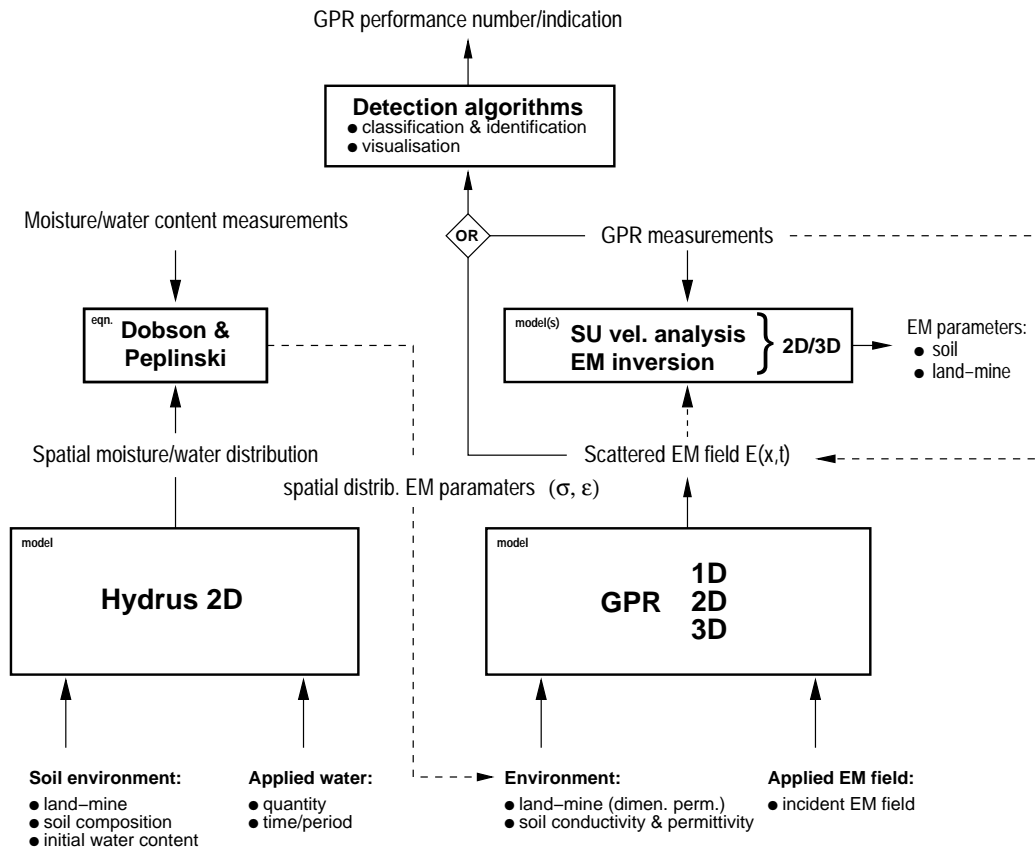 GPR performance number/indication
Detection algorithms
● classification & identification
● visualisation
Moisture/water content measurements
OR
GPR measurements
eqn.
Dobson &
Peplinski
model(s)
SU vel. analysis
EM inversion
2D/3D
EM parameters:
● soil
● land−mine
Spatial moisture/water distribution
Scattered EM field E(x,t)
spatial distrib. EM paramaters (σ, ε)
model
Hydrus 2D
model
GPR
1D
2D
3D
Soil environment:
● land−mine
● soil composition
● initial water content
Applied water:
● quantity
● time/period
Environment:
● land−mine (dimen. perm.)
● soil conductivity & permittivity
Applied EM field:
● incident EM field